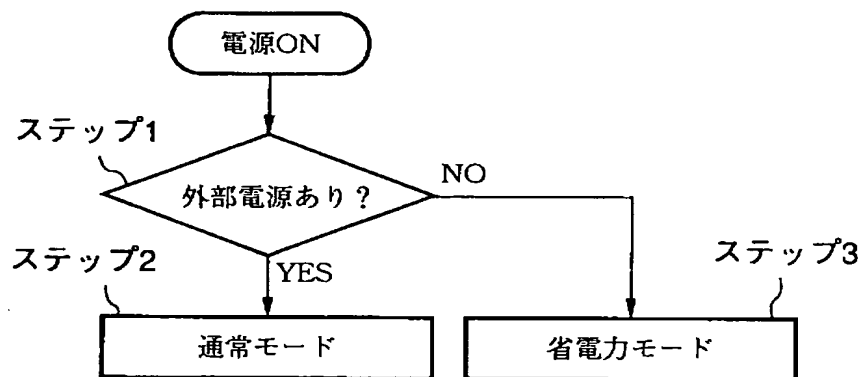 電源ON
ステップ1
外部電源あり？
NO
ステップ2
YES
ステップ3
通常モード
省電力モード